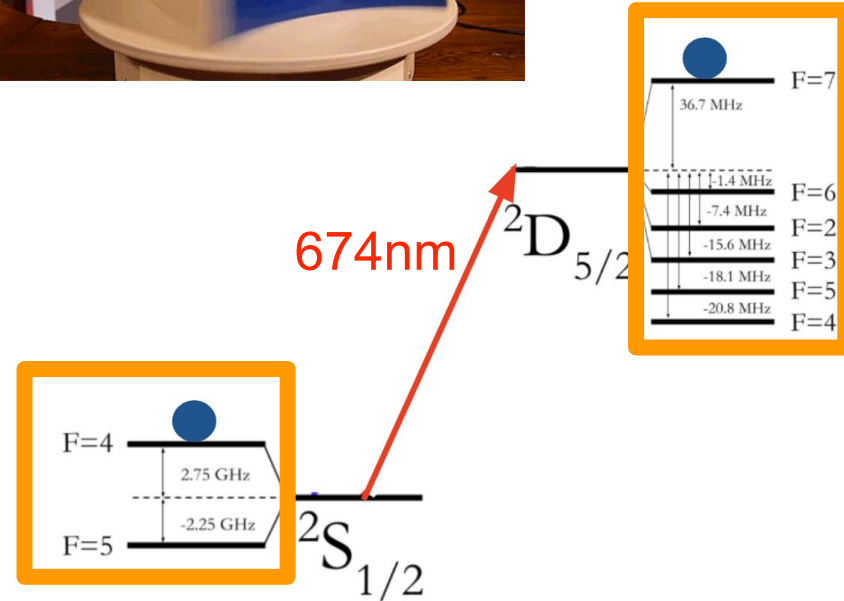 F=7
36.7 MHz
-1.4 MHz
F=6
-7.4 MHz
F=2
-15.6 MHz
F=3
-18.1 MHz
F=5
-20.8 MHz
F=4
²D₅/₂
674nm
F=4
2.75 GHz
-2.25 GHz
F=5
²S₁/₂